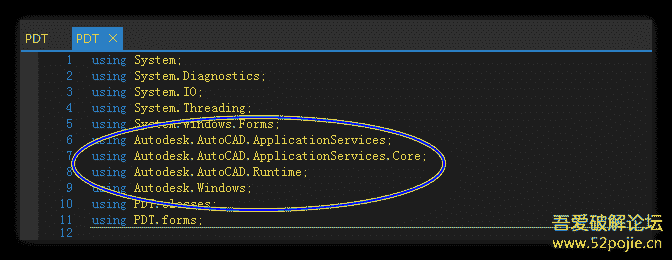 PDT
PDT ×
1 using System;
2 using System.Diagnostics;
3 using System.IO;
4 using System.Threading;
5 using System.Windows.Forms;
6 using Autodesk.AutoCAD.ApplicationServices;
7 using Autodesk.AutoCAD.ApplicationServices.Core;
8 using Autodesk.AutoCAD.Runtime;
9 using Autodesk.Windows;
10 using PDT.classes;
11 using PDT.forms;
12
吾爱破解论坛
www.52pojie.cn